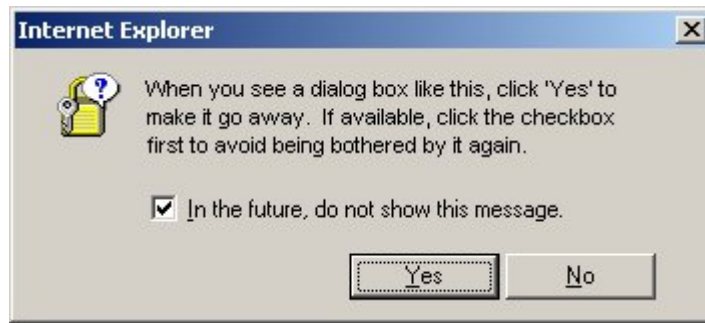 Internet Explorer
When you see a dialog box like this, click 'Yes' to
make it go away. If available, click the checkbox
first to avoid being bothered by it again.
In the future, do not show this message.
Yes No